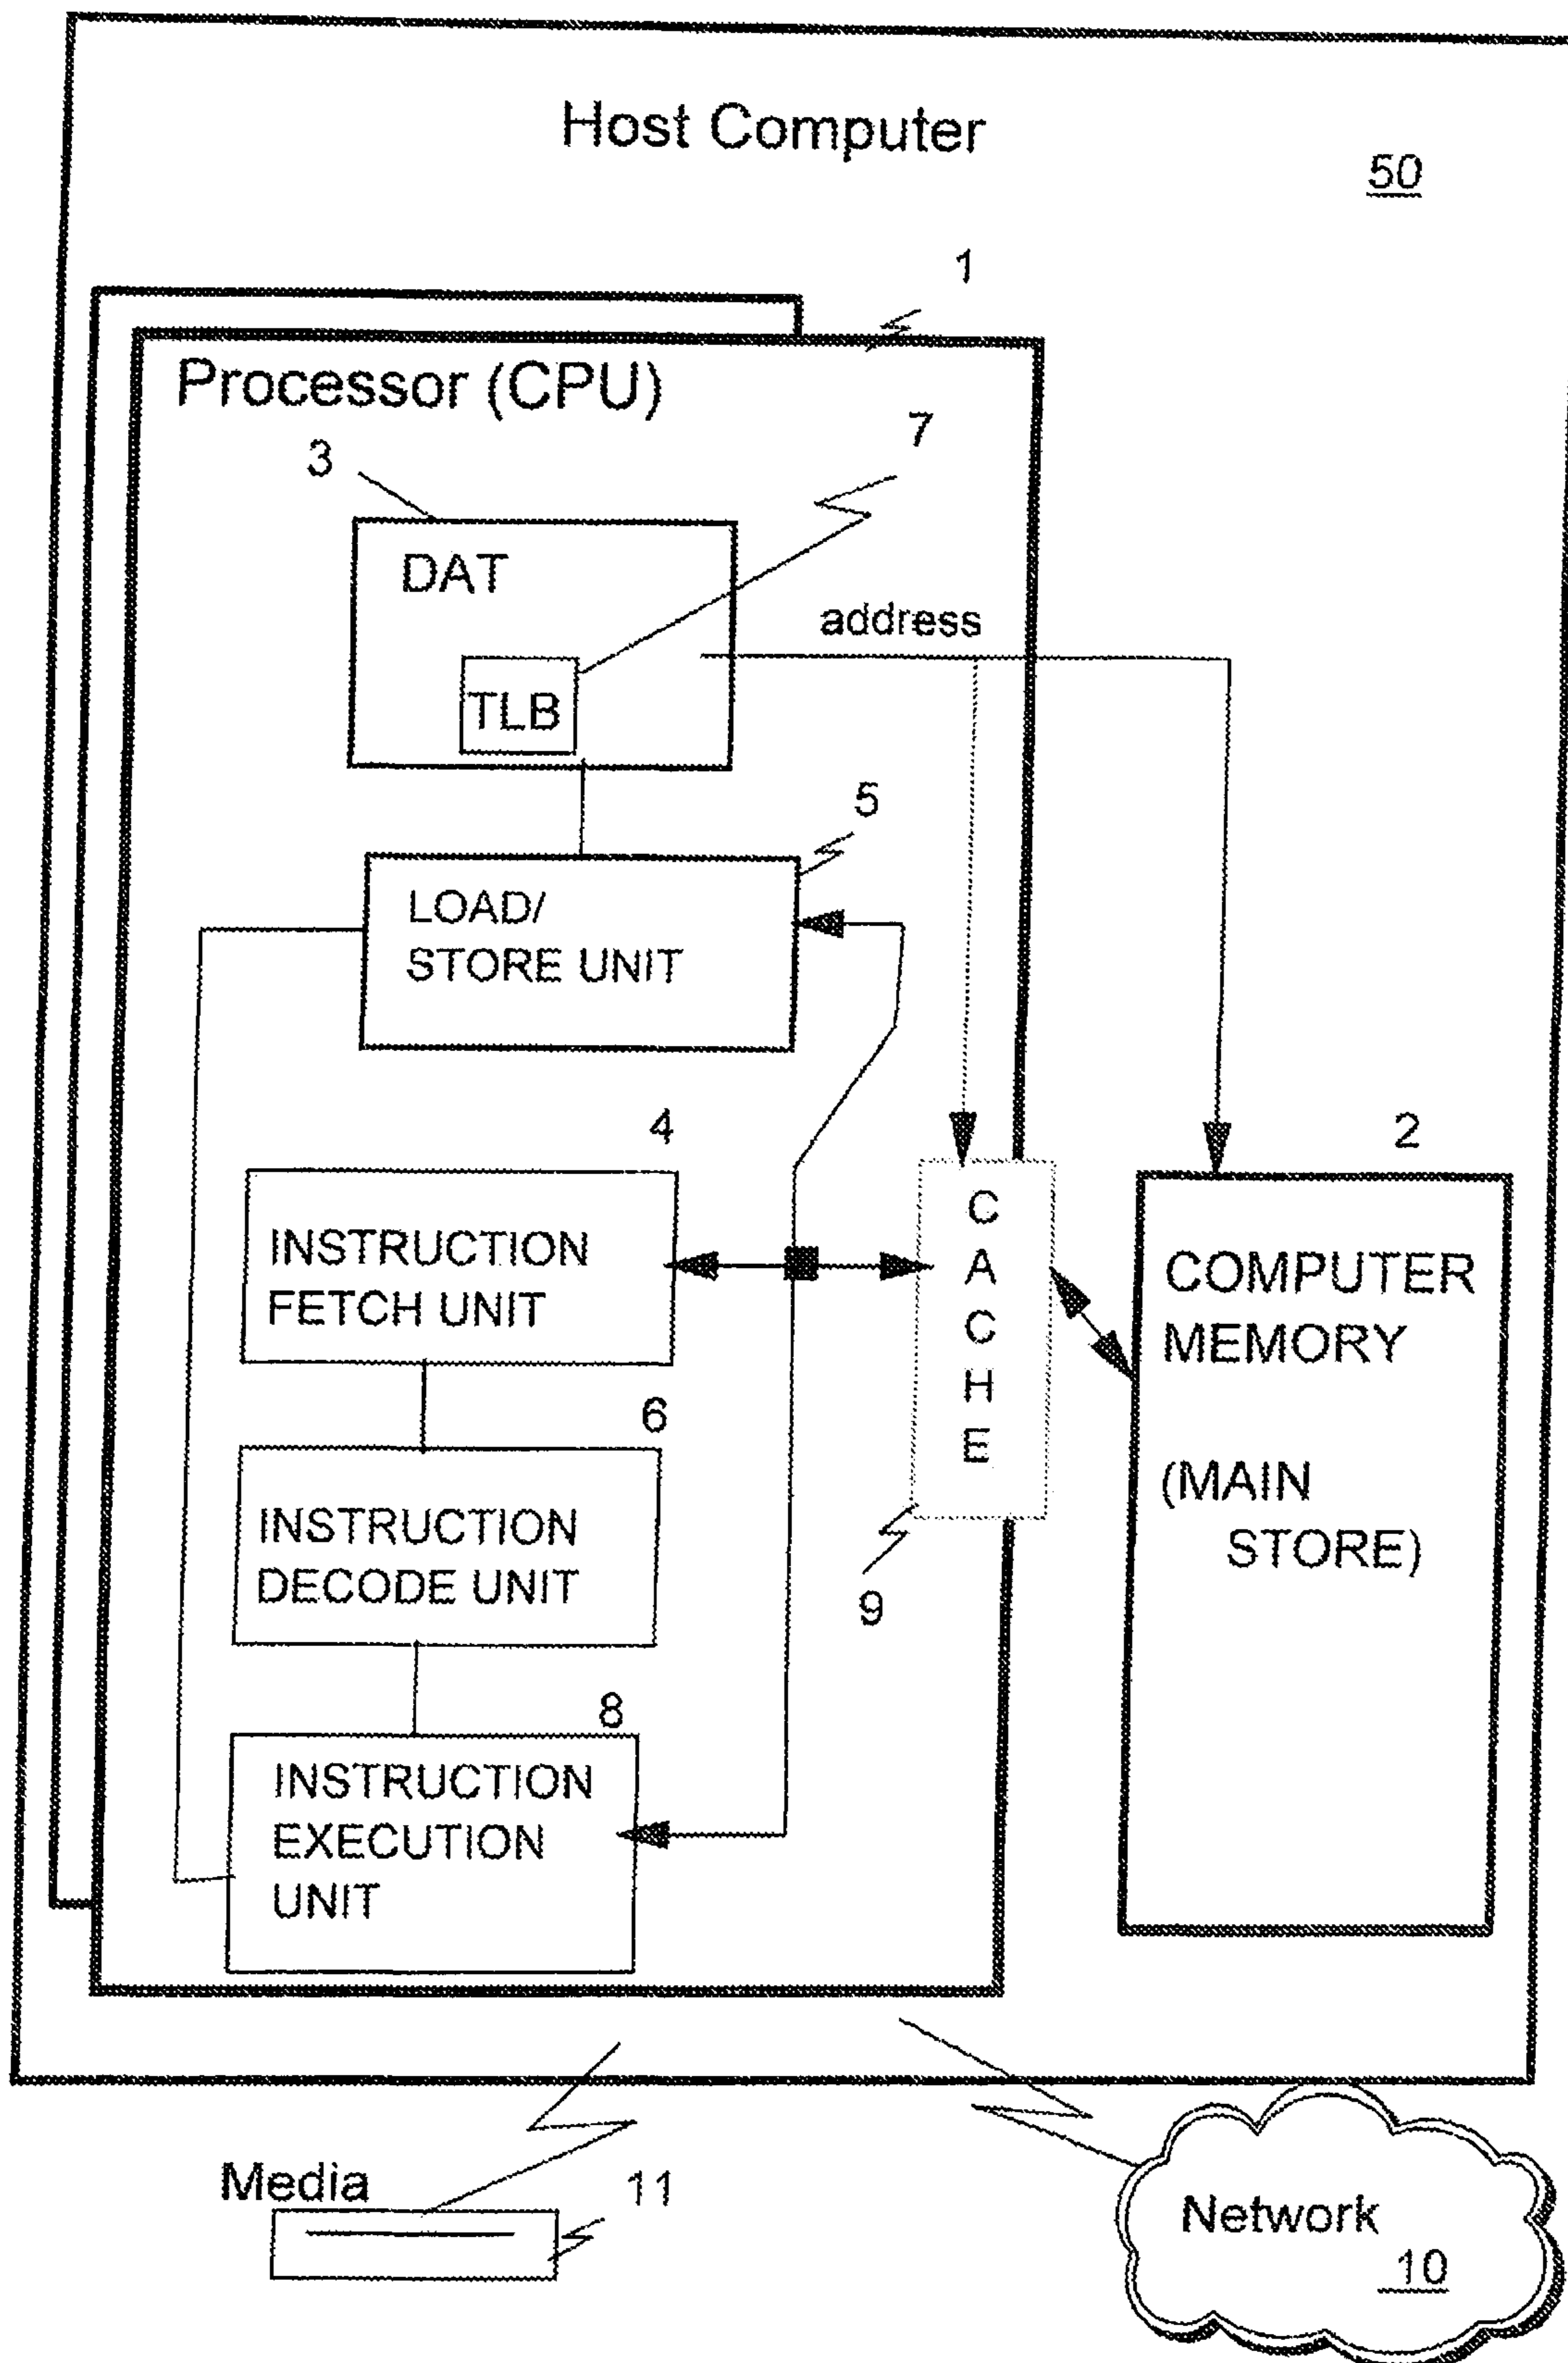 Host Computer
50
1
Processor (CPU)
7
3
DAT
address
TLB
5
LOAD/
STORE UNIT
4
2
INSTRUCTION
FETCH UNIT
CACHE
COMPUTER
MEMORY
(MAIN
STORE)
6
INSTRUCTION
DECODE UNIT
9
8
INSTRUCTION
EXECUTION
UNIT
Media
11
Network
10